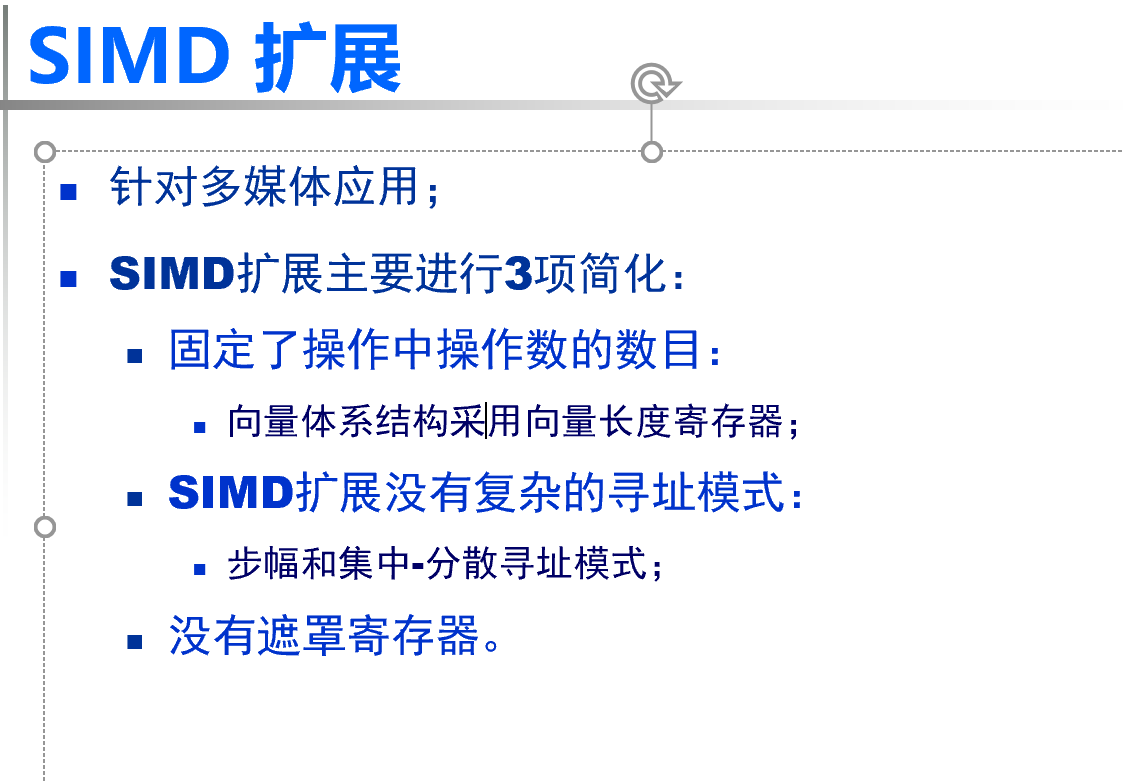 SIMD 扩展
针对多媒体应用；
SIMD扩展主要进行3项简化：
固定了操作中操作数的数目：
向量体系结构采用向量长度寄存器；
SIMD扩展没有复杂的寻址模式：
步幅和集中-分散寻址模式；
没有遮罩寄存器。